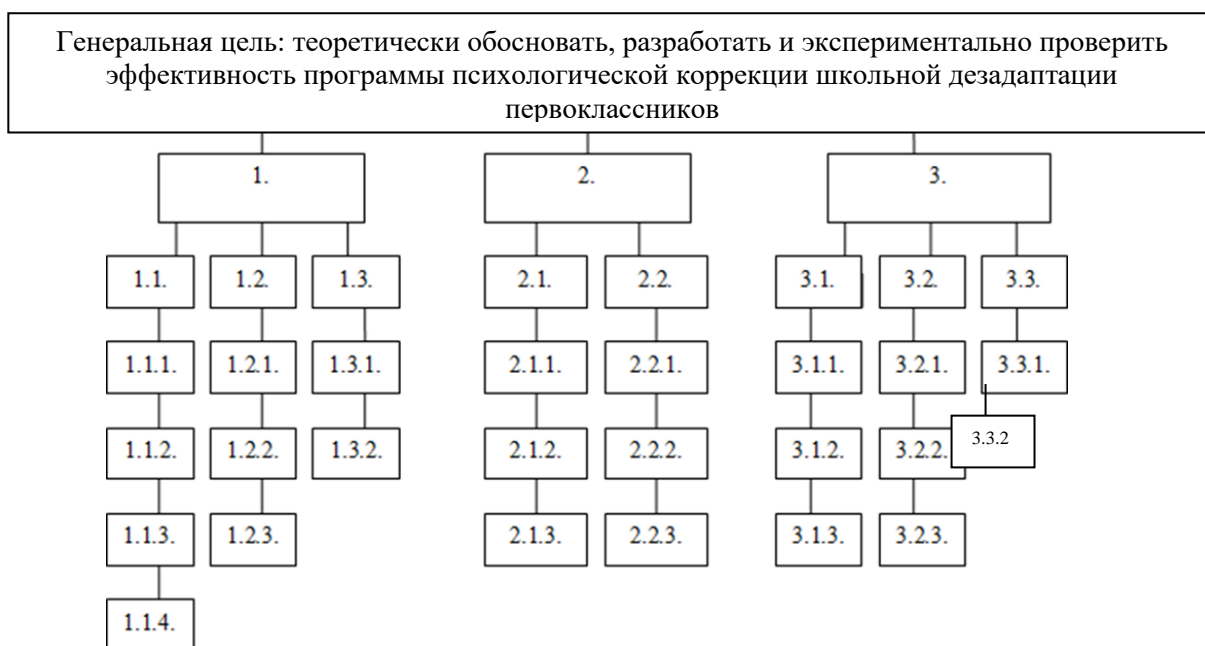 Генеральная цель: теоретически обосновать, разработать и экспериментально проверить
эффективность программы психологической коррекции школьной дезадаптации
первоклассников
1. 2. 3.
1.1. 1.2. 1.3. 2.1. 2.2. 3.1. 3.2. 3.3.
1.1.1. 1.2.1. 1.3.1. 2.1.1. 2.2.1. 3.1.1. 3.2.1. 3.3.1.
1.1.2. 1.2.2. 1.3.2. 2.1.2. 2.2.2. 3.1.2. 3.2.2. 3.3.2
1.1.3. 1.2.3. 2.1.3. 2.2.3. 3.1.3. 3.2.3.
1.1.4.